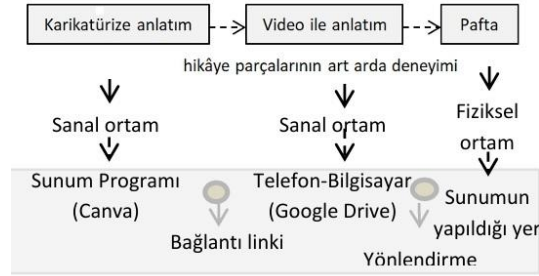 Karikatürize anlatım
Video ile anlatım
Pafta
hikâye parçalarının art arda deneyimi
Sanal ortam
Sanal ortam
Fiziksel
ortam
Sunum Programı
(Canva)
Telefon-Bilgisayar
(Google Drive)
Sunumun
yapıldığı yer
Bağlantı linki
Yönlendirme